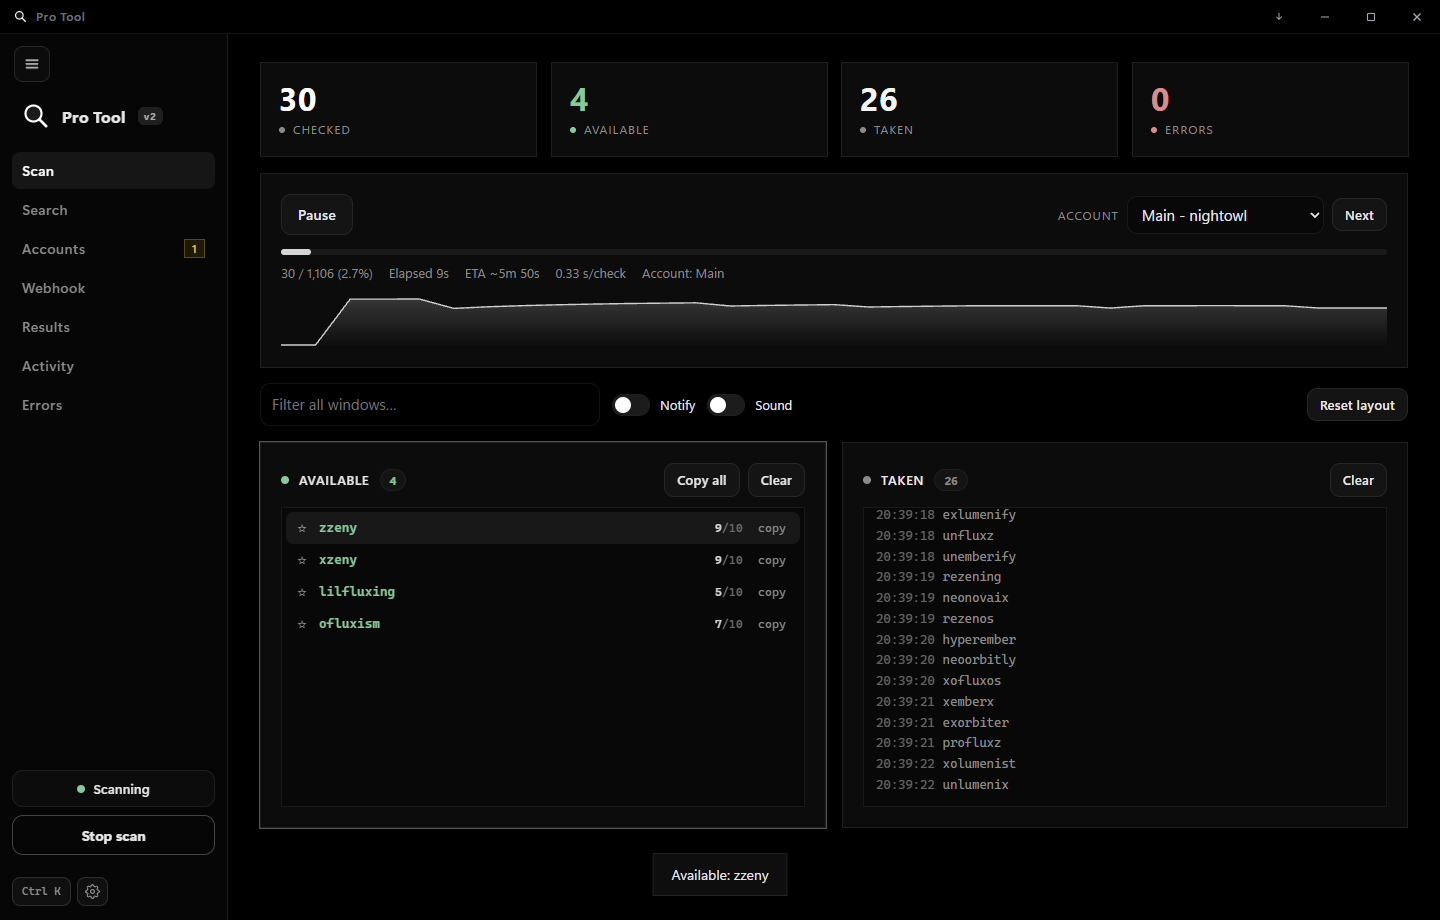 Pro Tool
Pro Tool v2
Scan
Search
Accounts 1
Webhook
Results
Activity
Errors
Scanning
Stop scan
Ctrl K
30
CHECKED
4
AVAILABLE
26
TAKEN
0
ERRORS
Pause
ACCOUNT Main - nightowl Next
30 / 1,106 (2.7%) Elapsed 9s ETA ~5m 50s 0.33 s/check Account: Main
Filter all windows... Notify Sound Reset layout
AVAILABLE 4 Copy all Clear
zzeny 9/10 copy
xzeny 9/10 copy
lilfluxing 5/10 copy
ofluxism 7/10 copy
TAKEN 26 Clear
20:39:18 exlumenify
20:39:18 unfluxz
20:39:18 unemberify
20:39:19 rezening
20:39:19 neonovaix
20:39:19 rezenos
20:39:20 hyperember
20:39:20 neoorbitly
20:39:20 xofluxos
20:39:21 xemberx
20:39:21 exorbiter
20:39:21 profluxz
20:39:22 xolumenist
20:39:22 unlumenix
Available: zzeny